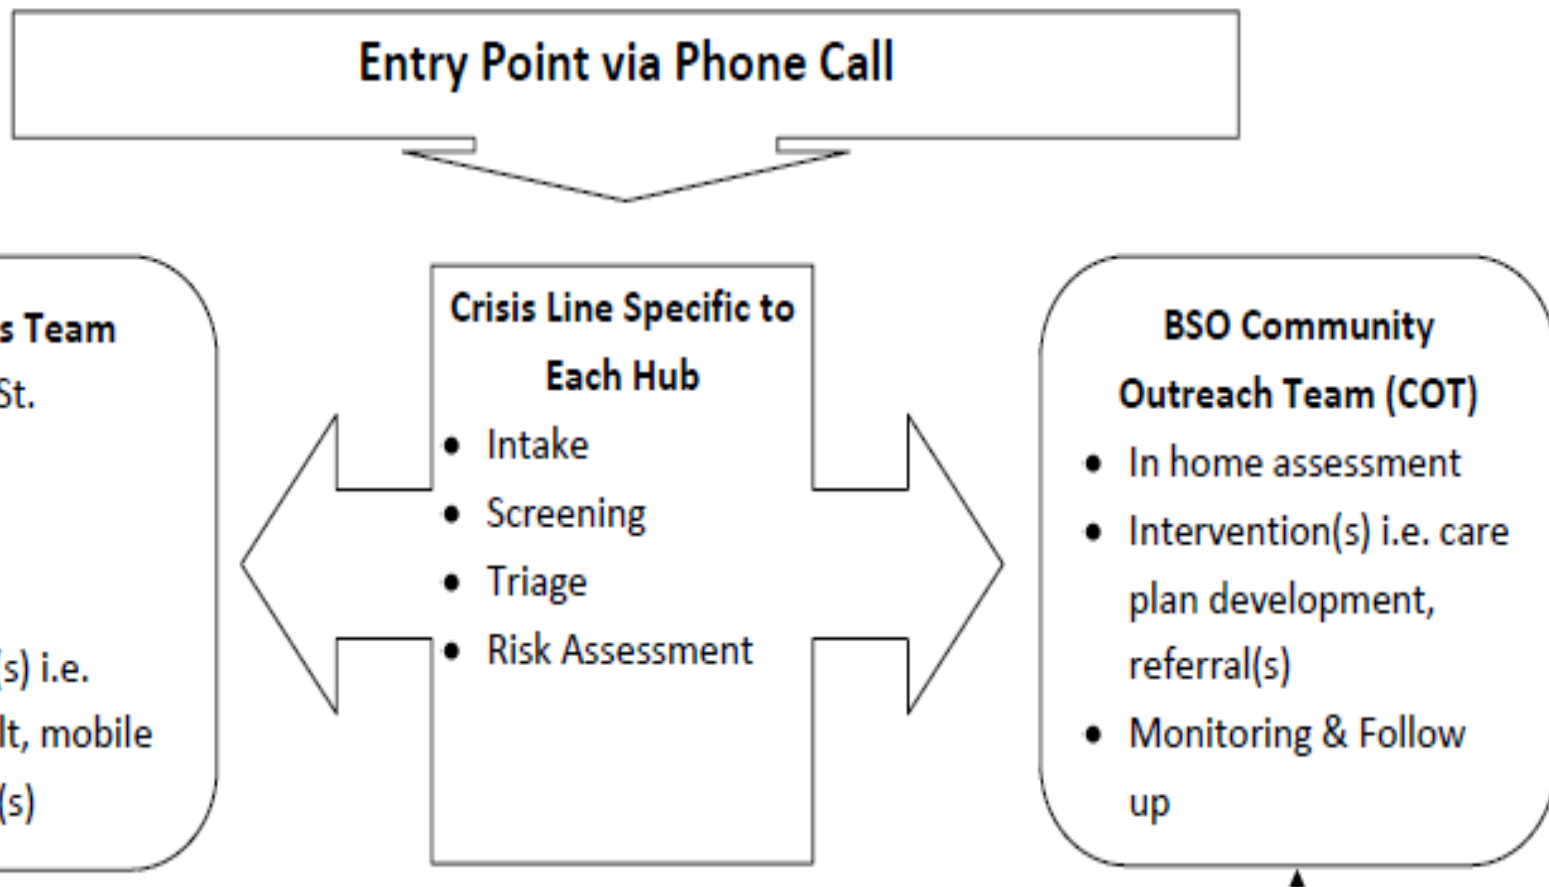 Entry Point via Phone Call
s Team
St.
(s) i.e.
lt, mobile
(s)
Crisis Line Specific to
Each Hub
• Intake
• Screening
• Triage
• Risk Assessment
BSO Community
Outreach Team (COT)
• In home assessment
• Intervention(s) i.e. care
plan development,
referral(s)
• Monitoring & Follow
up